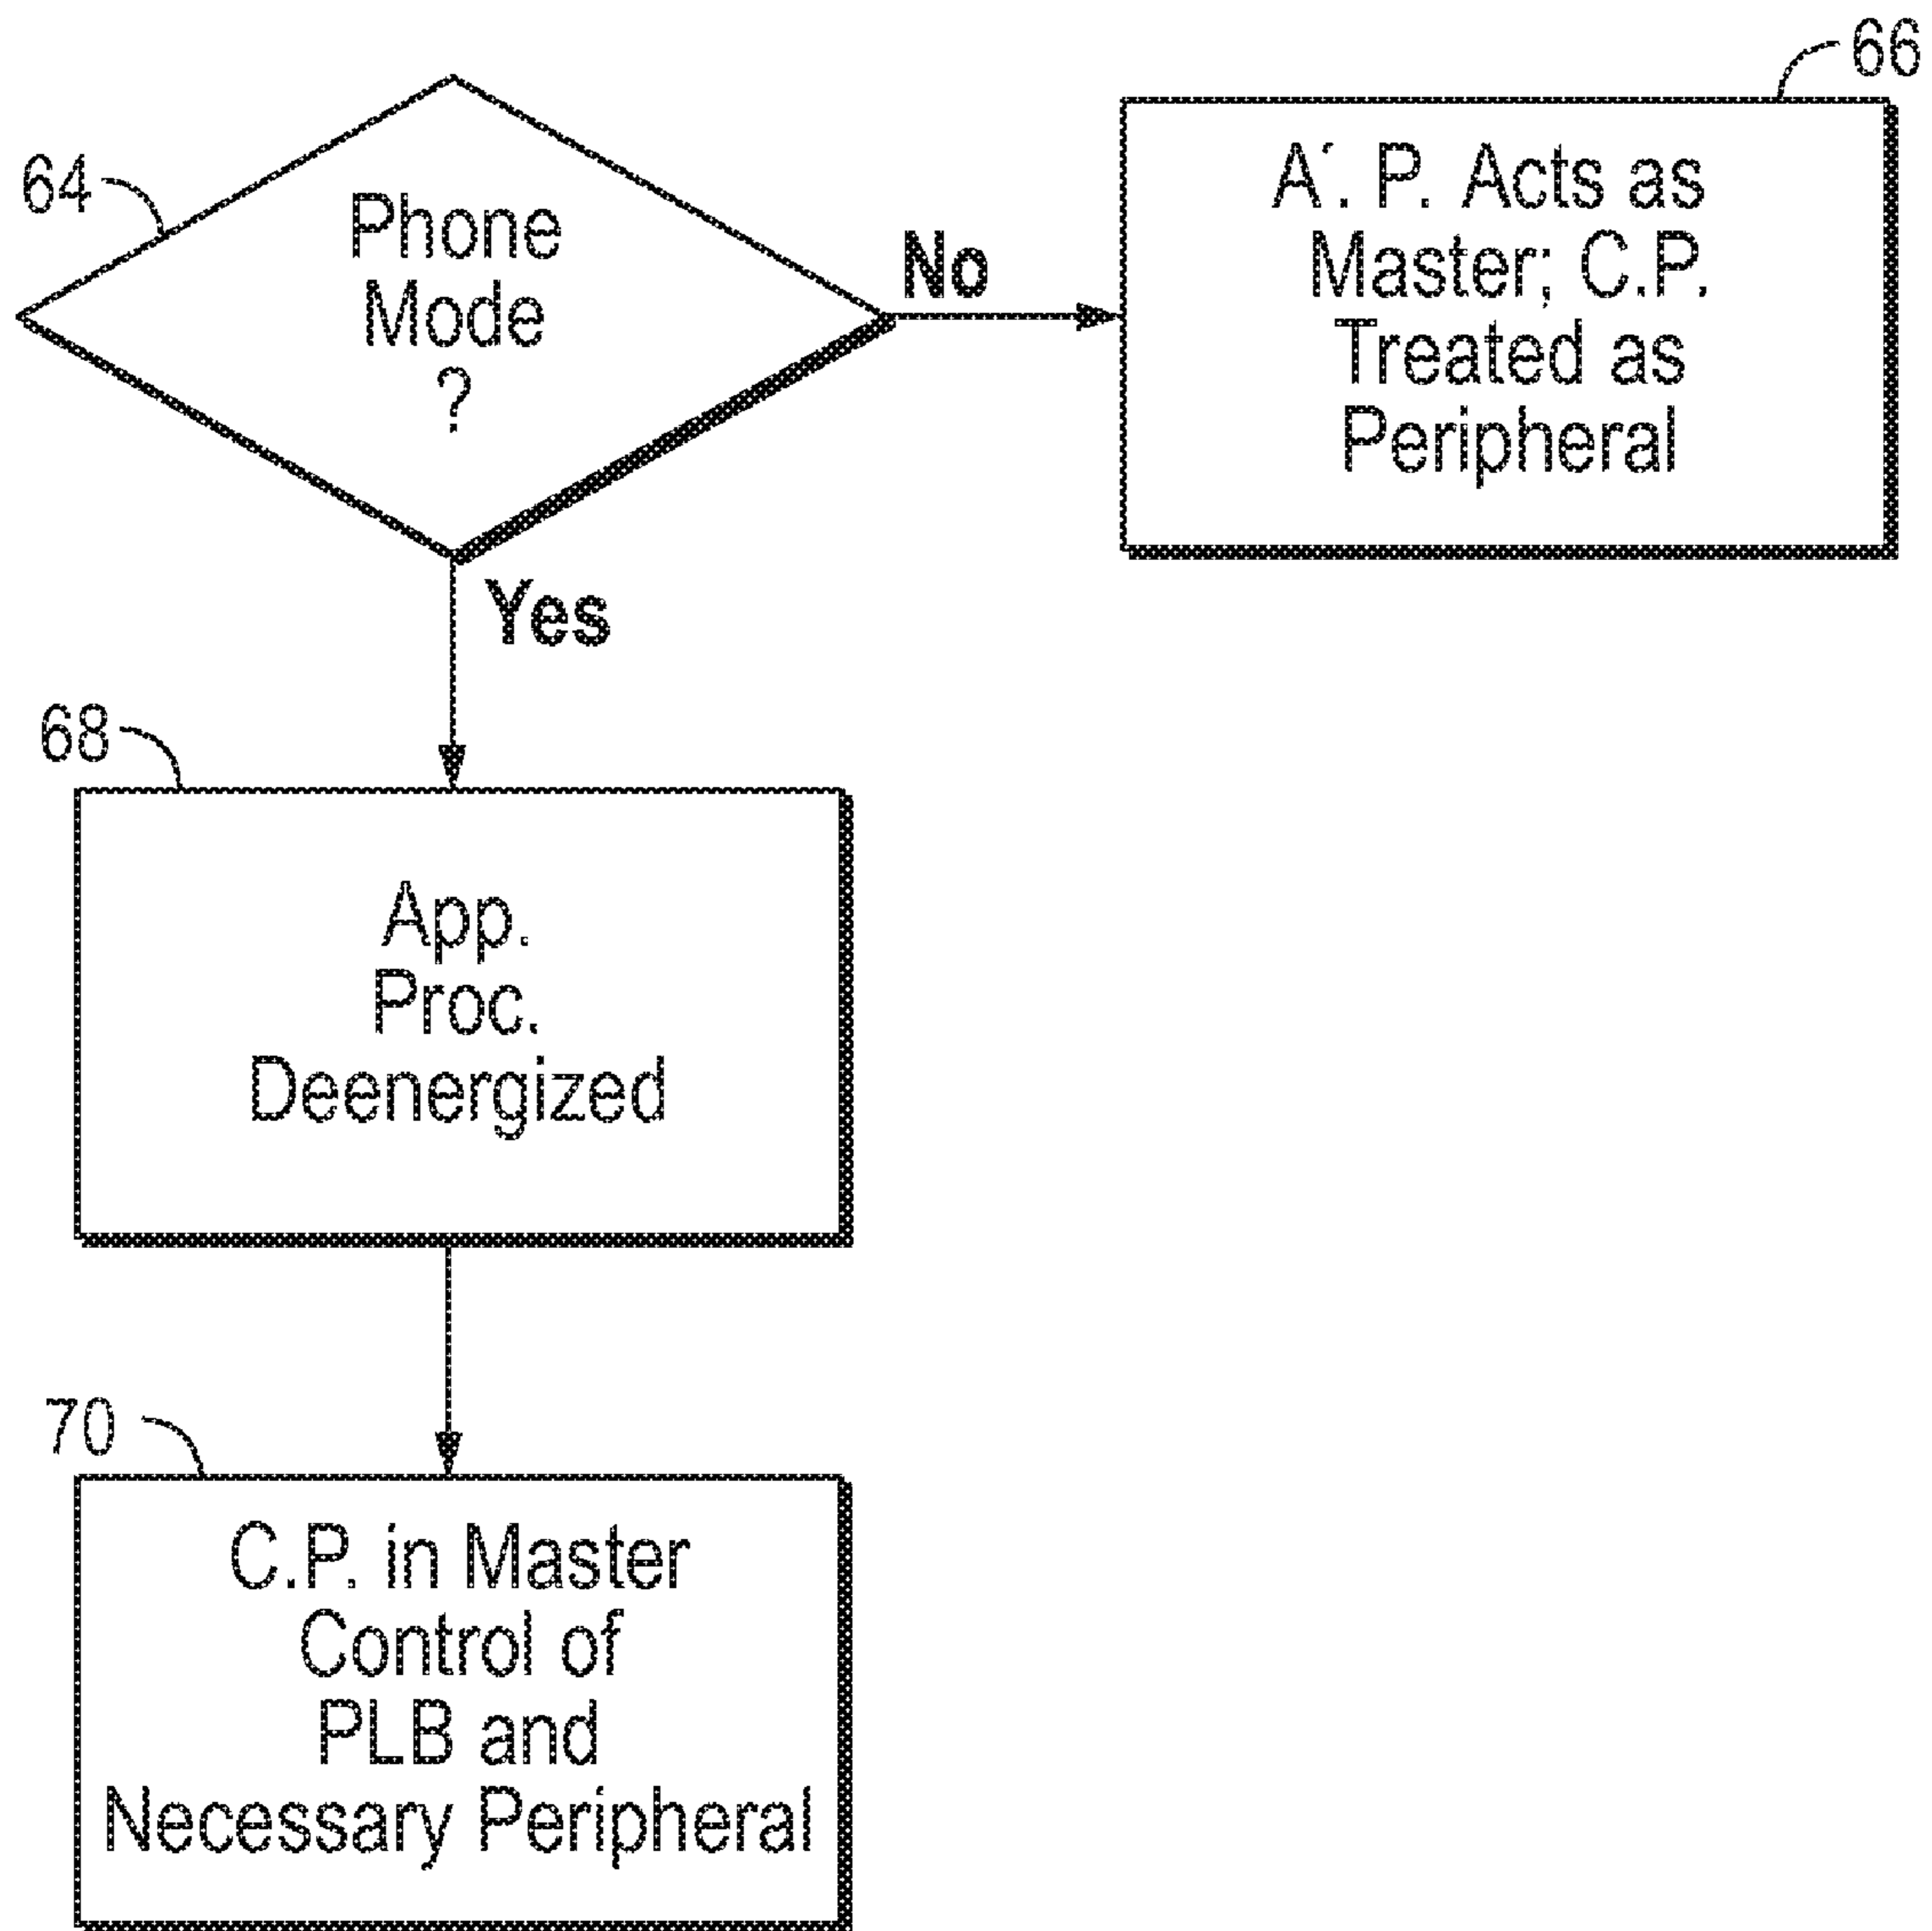 66
64
Phone
Mode
?
No
A´. P. Acts as
Master; C.P.
Treated as
Peripheral
Yes
68
App.
Proc.
Deenergized
70
C.P. in Master
Control of
PLB and
Necessary Peripheral